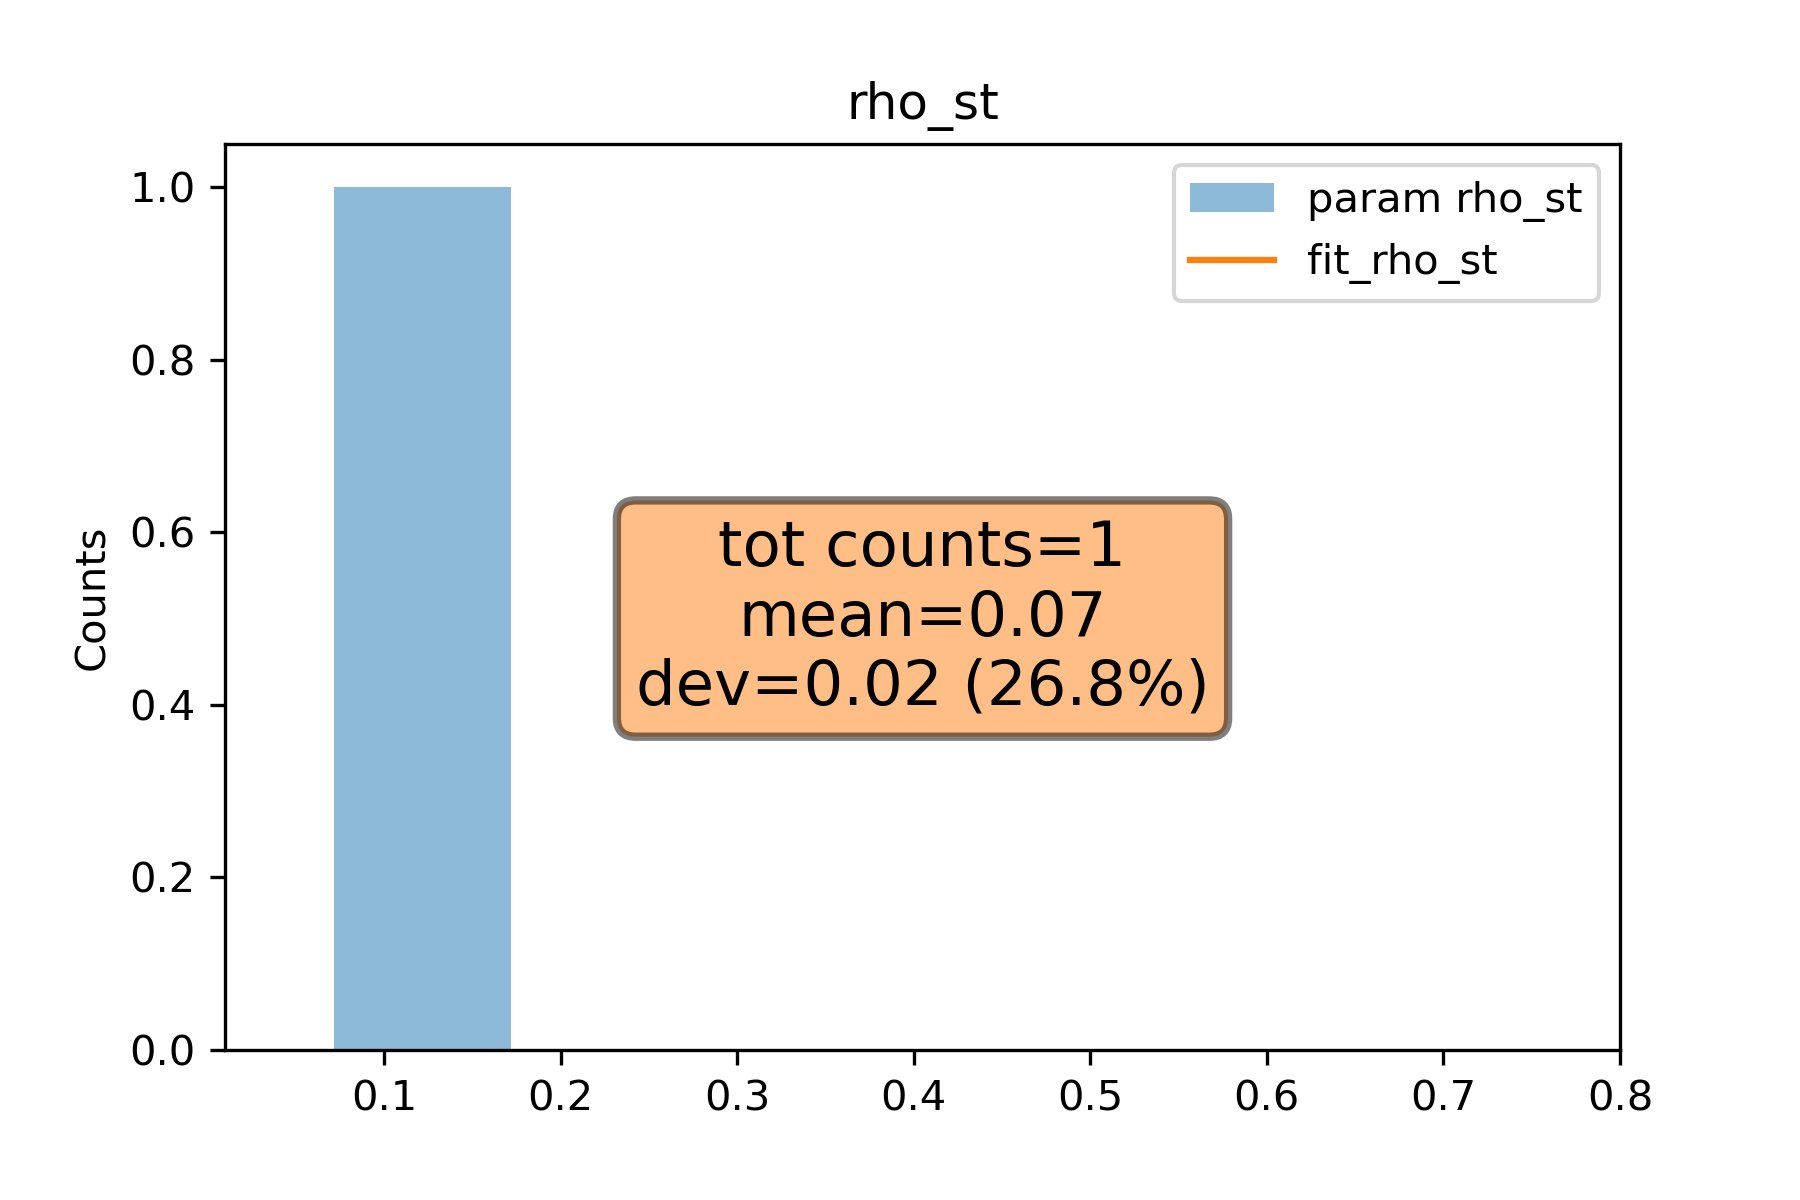 rho_st
1.0
0.8
0.6
0.4
0.2
0.0
Counts
param rho_st
fit_rho_st
tot counts=1
mean=0.07
dev=0.02 (26.8%)
0.1 0.2 0.3 0.4 0.5 0.6 0.7 0.8